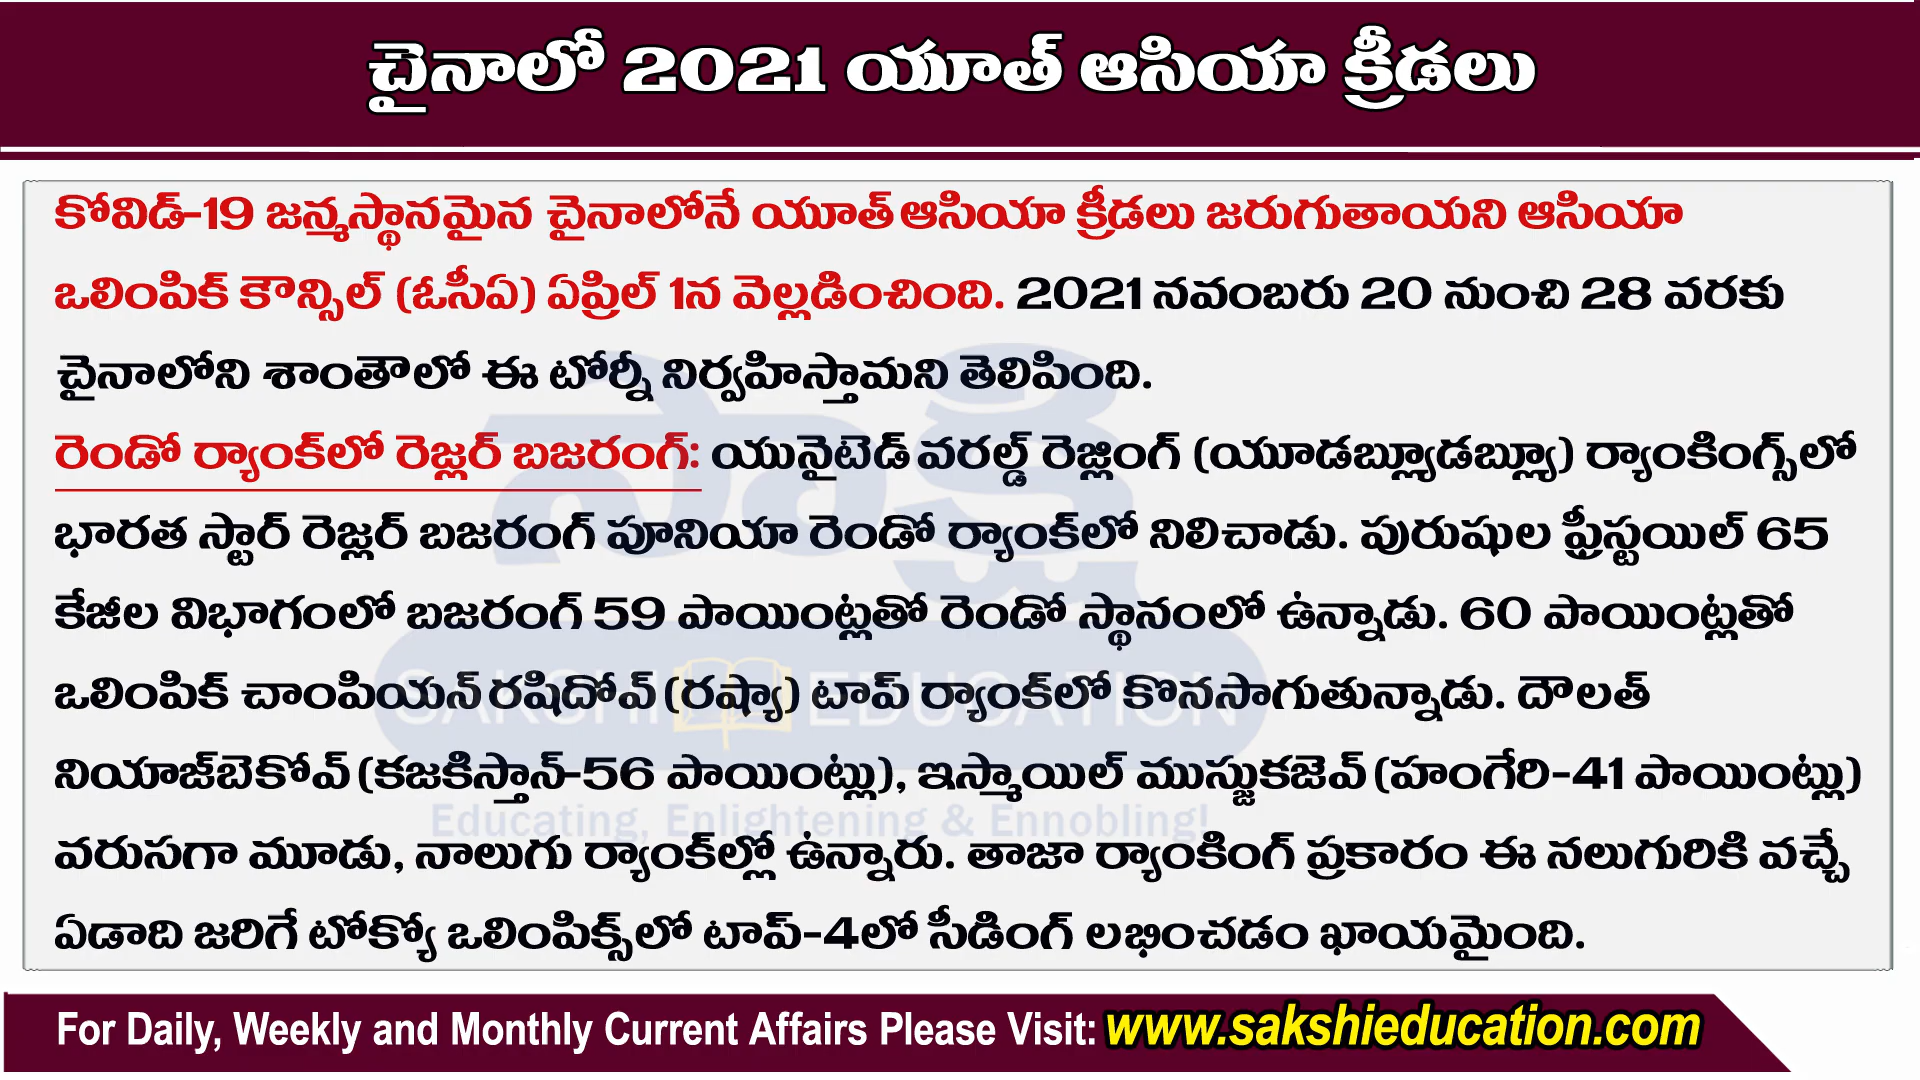 చైనాలో 2021 యూత్ ఆసియా క్రీడలు
కోవిడ్-19 జన్మస్థానమైన చైనాలోనే యూత్ ఆసియా క్రీడలు జరుగుతాయని ఆసియా
ఒలింపిక్ కౌన్సిల్ (ఓసీఏ) ఏప్రిల్ 1న వెల్లడించింది. 2021 నవంబరు 20 నుంచి 28 వరకు
చైనాలోని శాంతౌలో ఈ టోర్నీ నిర్వహిస్తామని తెలిపింది.
రెండో ర్యాంక్‌లో రెజ్లర్ బజరంగ్: యునైటెడ్ వరల్డ్ రెజ్లింగ్ (యూడబ్ల్యూడబ్ల్యూ) ర్యాంకింగ్స్‌లో
భారత స్టార్ రెజ్లర్ బజరంగ్ పూనియా రెండో ర్యాంక్‌లో నిలిచాడు. పురుషుల ఫ్రీస్టయిల్ 65
కేజీల విభాగంలో బజరంగ్ 59 పాయింట్లతో రెండో స్థానంలో ఉన్నాడు. 60 పాయింట్లతో
ఒలింపిక్ చాంపియన్ రషిదోవ్ (రష్యా) టాప్ ర్యాంక్‌లో కొనసాగుతున్నాడు. దౌలత్
నియాజ్‌బెకోవ్ (కజకిస్తాన్-56 పాయింట్లు), ఇస్మాయిల్ ముస్జుకజెవ్ (హంగేరి-41 పాయింట్లు)
వరుసగా మూడు, నాలుగు ర్యాంక్‌ల్లో ఉన్నారు. తాజా ర్యాంకింగ్ ప్రకారం ఈ నలుగురికి వచ్చే
ఏడాది జరిగే టోక్యో ఒలింపిక్స్‌లో టాప్-4లో సీడింగ్ లభించడం ఖాయమైంది.
సాక్షి
SAKSHI EDUCATION
Educating, Enlightening & Ennobling!
For Daily, Weekly and Monthly Current Affairs Please Visit: www.sakshieducation.com